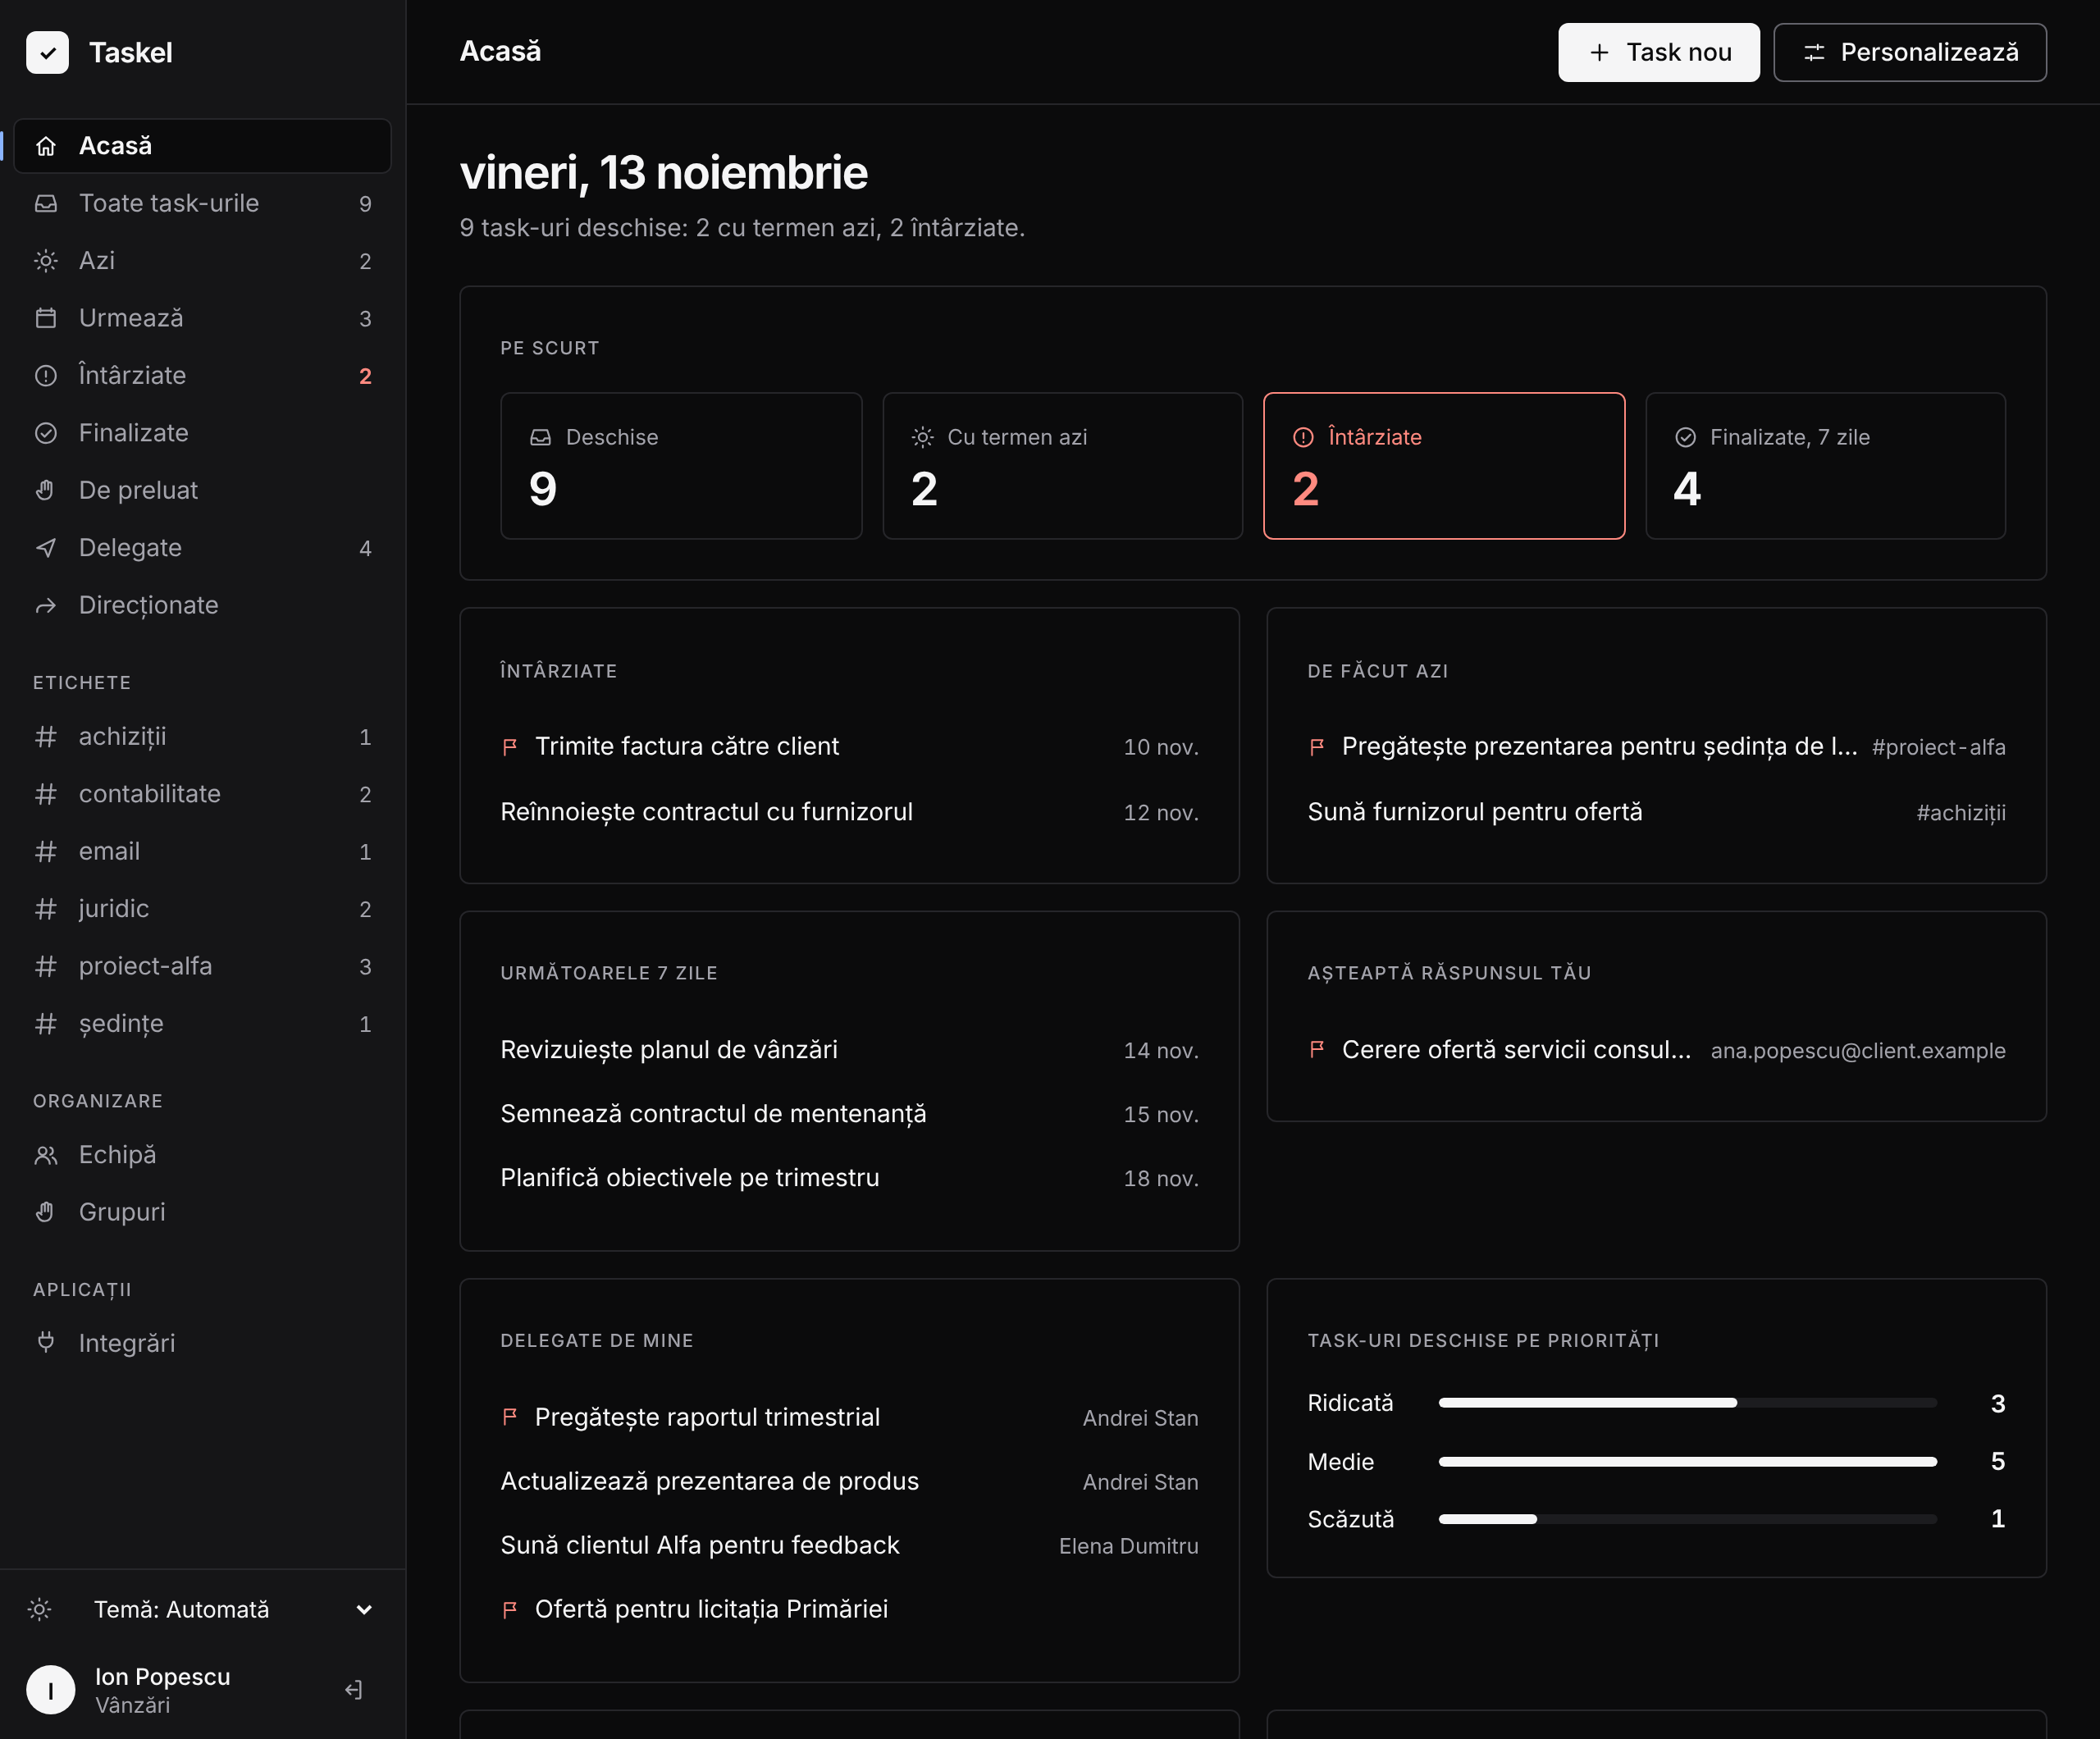 Taskel
Acasă
Toate task-urile 9
Azi 2
Urmează 3
Întârziate 2
Finalizate
De preluat
Delegate 4
Direcționate
ETICHETE
# achiziții 1
# contabilitate 2
# email 1
# juridic 2
# proiect-alfa 3
# ședințe 1
ORGANIZARE
Echipă
Grupuri
APLICAȚII
Integrări
Temă: Automată
I
Ion Popescu
Vânzări
Acasă
+ Task nou
Personalizează
vineri, 13 noiembrie
9 task-uri deschise: 2 cu termen azi, 2 întârziate.
PE SCURT
Deschise
9
Cu termen azi
2
Întârziate
2
Finalizate, 7 zile
4
ÎNTÂRZIATE
Trimite factura către client 10 nov.
Reînnoiește contractul cu furnizorul 12 nov.
DE FĂCUT AZI
Pregătește prezentarea pentru ședința de l... #proiect-alfa
Sună furnizorul pentru ofertă #achiziții
URMĂTOARELE 7 ZILE
Revizuiește planul de vânzări 14 nov.
Semnează contractul de mentenanță 15 nov.
Planifică obiectivele pe trimestru 18 nov.
AȘTEAPTĂ RĂSPUNSUL TĂU
Cerere ofertă servicii consul... ana.popescu@client.example
DELEGATE DE MINE
Pregătește raportul trimestrial Andrei Stan
Actualizează prezentarea de produs Andrei Stan
Sună clientul Alfa pentru feedback Elena Dumitru
Ofertă pentru licitația Primăriei
TASK-URI DESCHISE PE PRIORITĂȚI
Ridicată 3
Medie 5
Scăzută 1